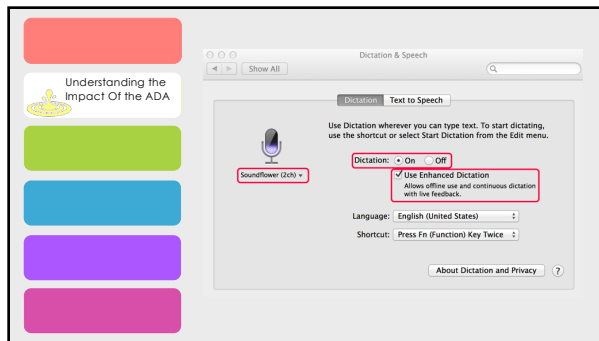 Understanding the
Impact Of the ADA
Dictation & Speech
Show All
Dictation Text to Speech
Use Dictation wherever you can type text. To start dictating,
use the shortcut or select Start Dictation from the Edit menu.
Soundflower (2ch)
Dictation: On Off
Use Enhanced Dictation
Allows offline use and continuous dictation
with live feedback.
Language: English (United States)
Shortcut: Press Fn (Function) Key Twice
About Dictation and Privacy ?